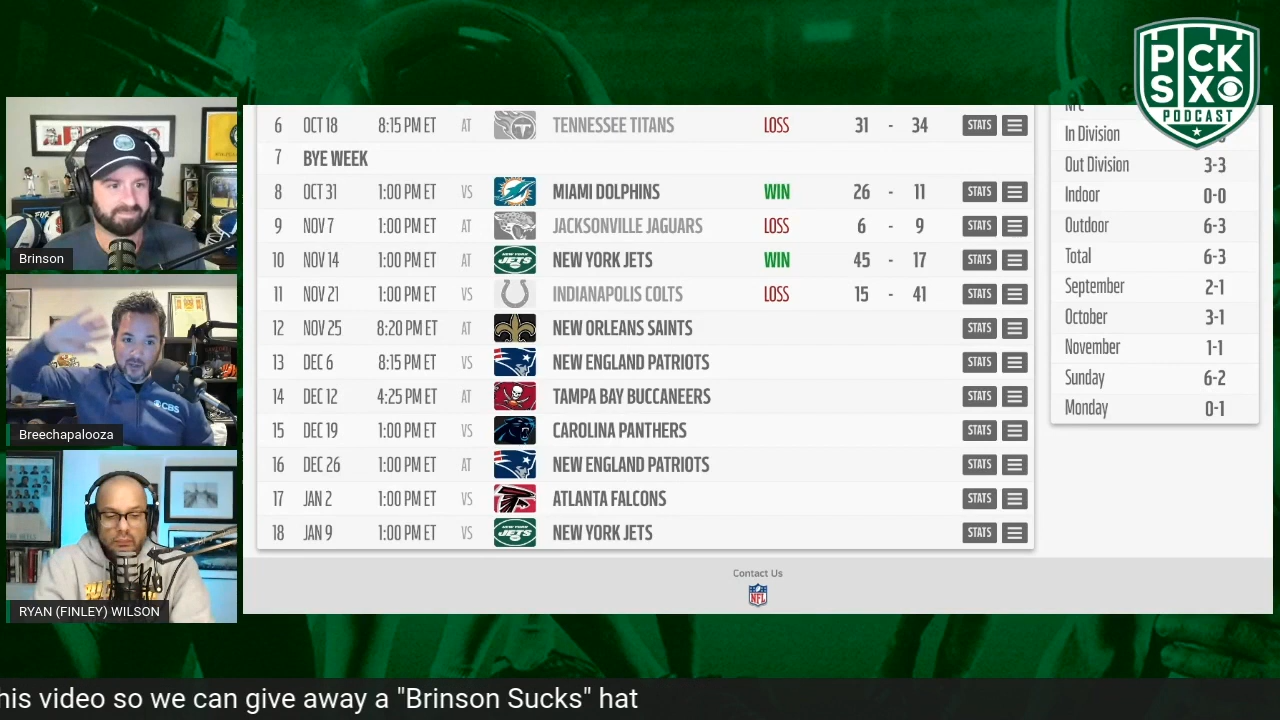 PICK SIX
PODCAST
6 OCT 18 8:15 PM ET AT TENNESSEE TITANS LOSS 31 - 34 STATS
7 BYE WEEK
8 OCT 31 1:00 PM ET VS MIAMI DOLPHINS WIN 26 - 11 STATS
9 NOV 7 1:00 PM ET AT JACKSONVILLE JAGUARS LOSS 6 - 9 STATS
10 NOV 14 1:00 PM ET AT JETS NEW YORK JETS WIN 45 - 17 STATS
11 NOV 21 1:00 PM ET VS INDIANAPOLIS COLTS LOSS 15 - 41 STATS
12 NOV 25 8:20 PM ET AT NEW ORLEANS SAINTS STATS
13 DEC 6 8:15 PM ET VS NEW ENGLAND PATRIOTS STATS
14 DEC 12 4:25 PM ET AT TAMPA BAY BUCCANEERS STATS
15 DEC 19 1:00 PM ET VS CAROLINA PANTHERS STATS
16 DEC 26 1:00 PM ET AT NEW ENGLAND PATRIOTS STATS
17 JAN 2 1:00 PM ET VS ATLANTA FALCONS STATS
18 JAN 9 1:00 PM ET VS JETS NEW YORK JETS STATS
In Division
Out Division 3-3
Indoor 0-0
Outdoor 6-3
Total 6-3
September 2-1
October 3-1
November 1-1
Sunday 6-2
Monday 0-1
Brinson
CBS
Breechapalooza
RYAN (FINLEY) WILSON
Contact Us
NFL
his video so we can give away a "Brinson Sucks" hat